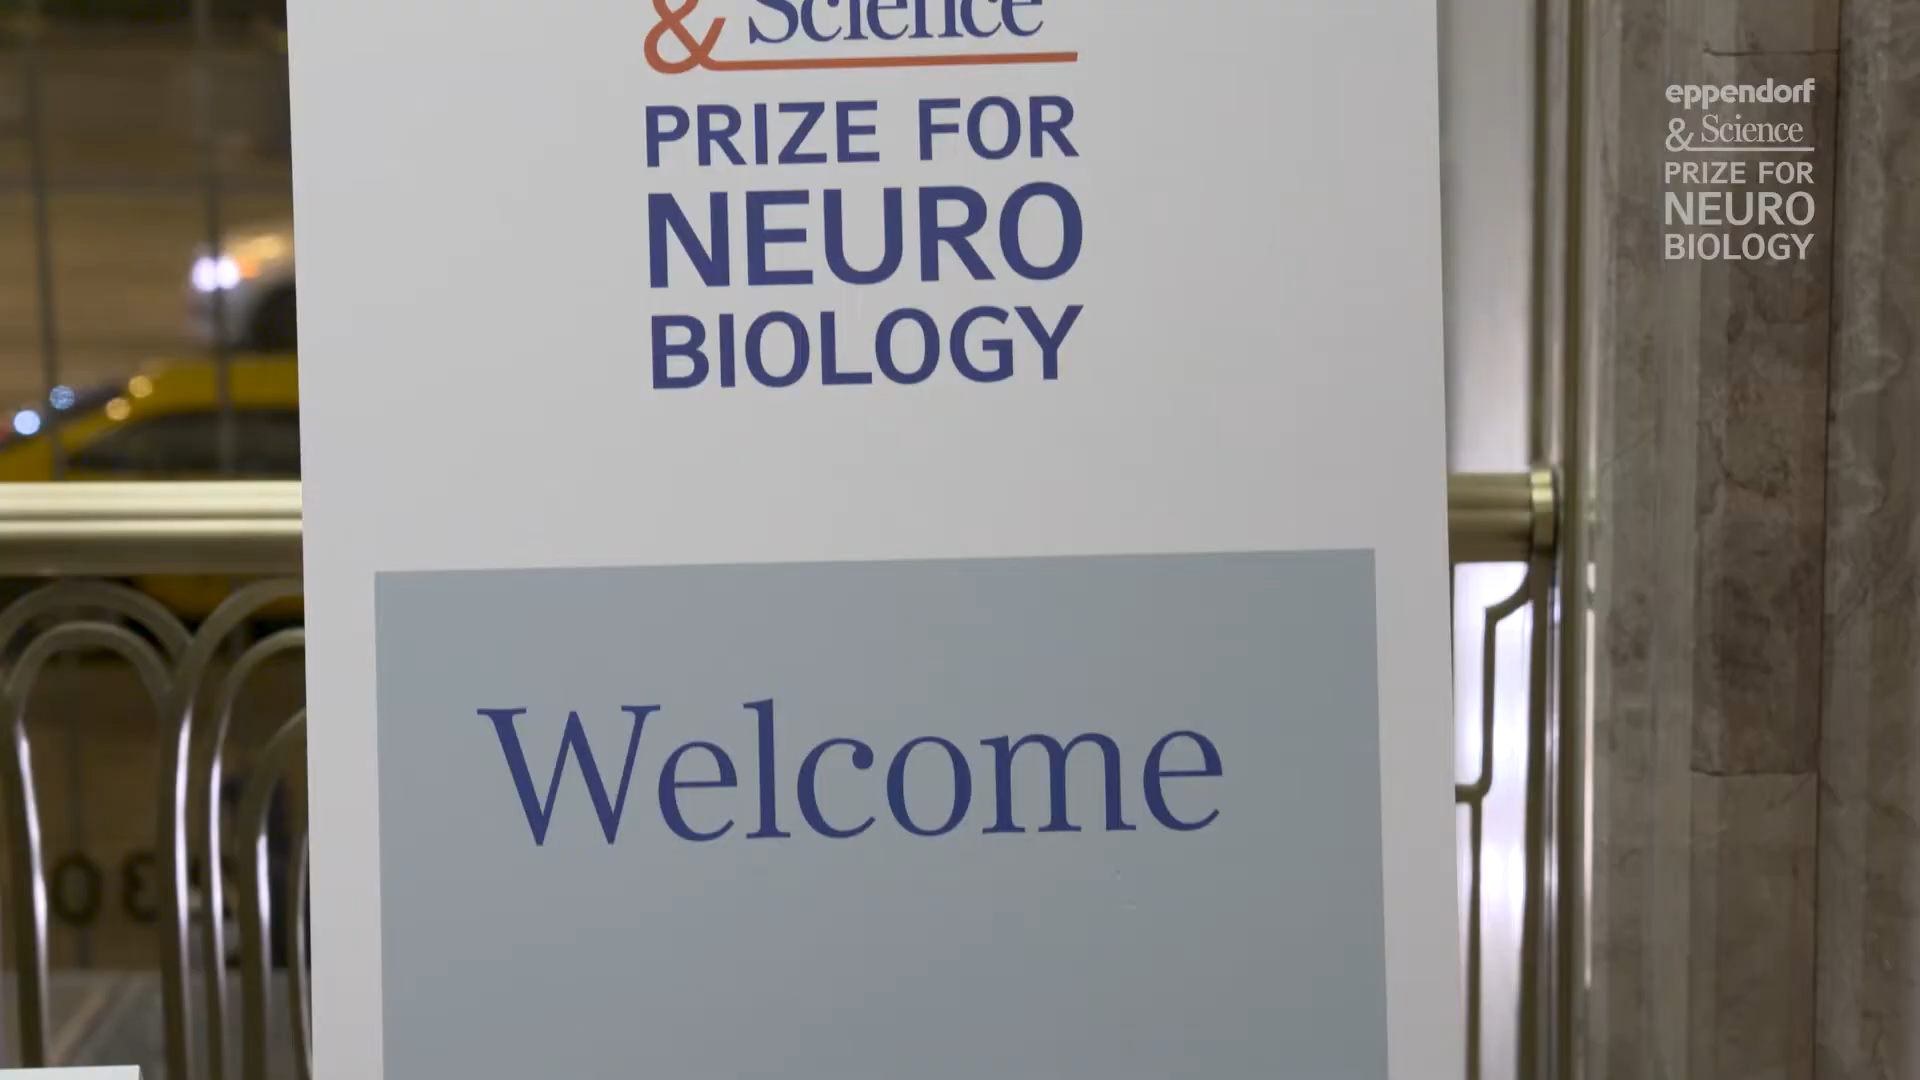 & Science
PRIZE FOR
NEURO
BIOLOGY
Welcome
eppendorf
& Science
PRIZE FOR
NEURO
BIOLOGY